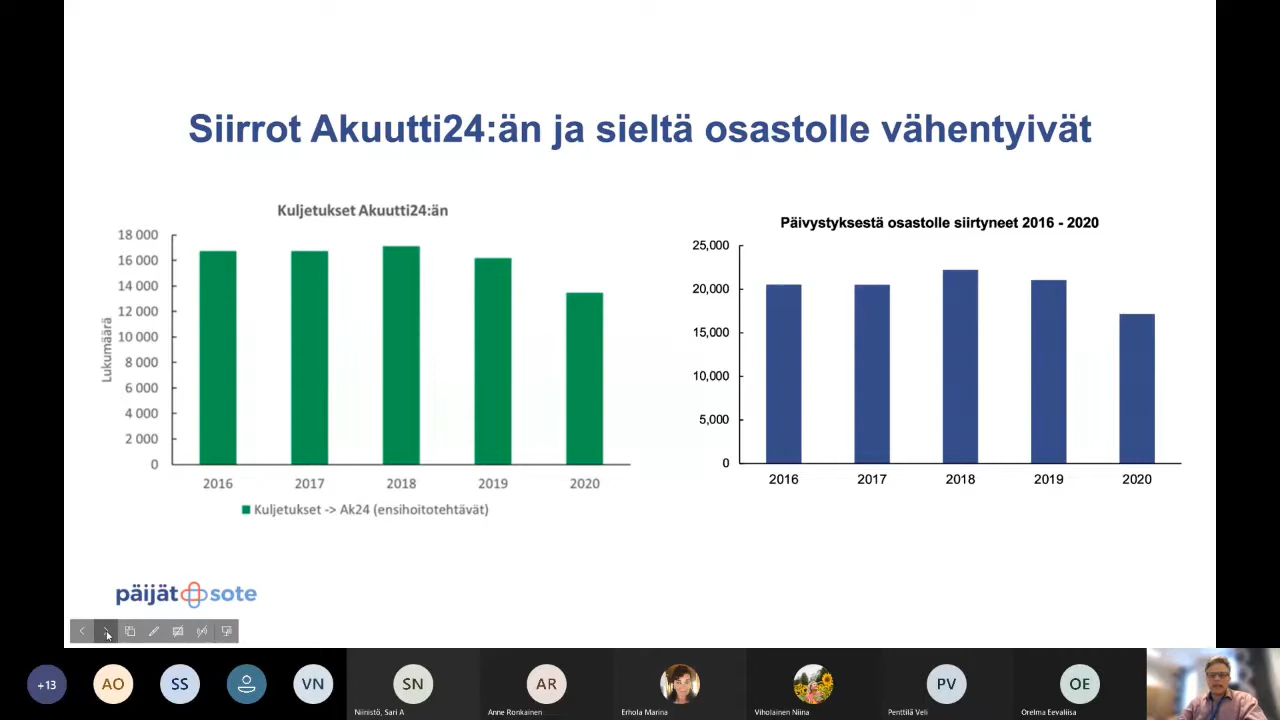 Siirrot Akuutti24:än ja sieltä osastolle vähentyivät
Kuljetukset Akuutti24:än
18 000
16 000
14 000
12 000
10 000
8 000
6 000
4 000
2 000
0
Lukumäärä
2016 2017 2018 2019 2020
Kuljetukset -> Ak24 (ensihoitotehtävät)
Päivystyksestä osastolle siirtyneet 2016 - 2020
25,000
20,000
15,000
10,000
5,000
0
2016 2017 2018 2019 2020
päijät sote
+13 AO SS VN SN AR PV OE
Niinistö, Sari A Anne Ronkainen Erhola Marina Viholainen Niina Penttilä Veli Orelma Eevaliisa